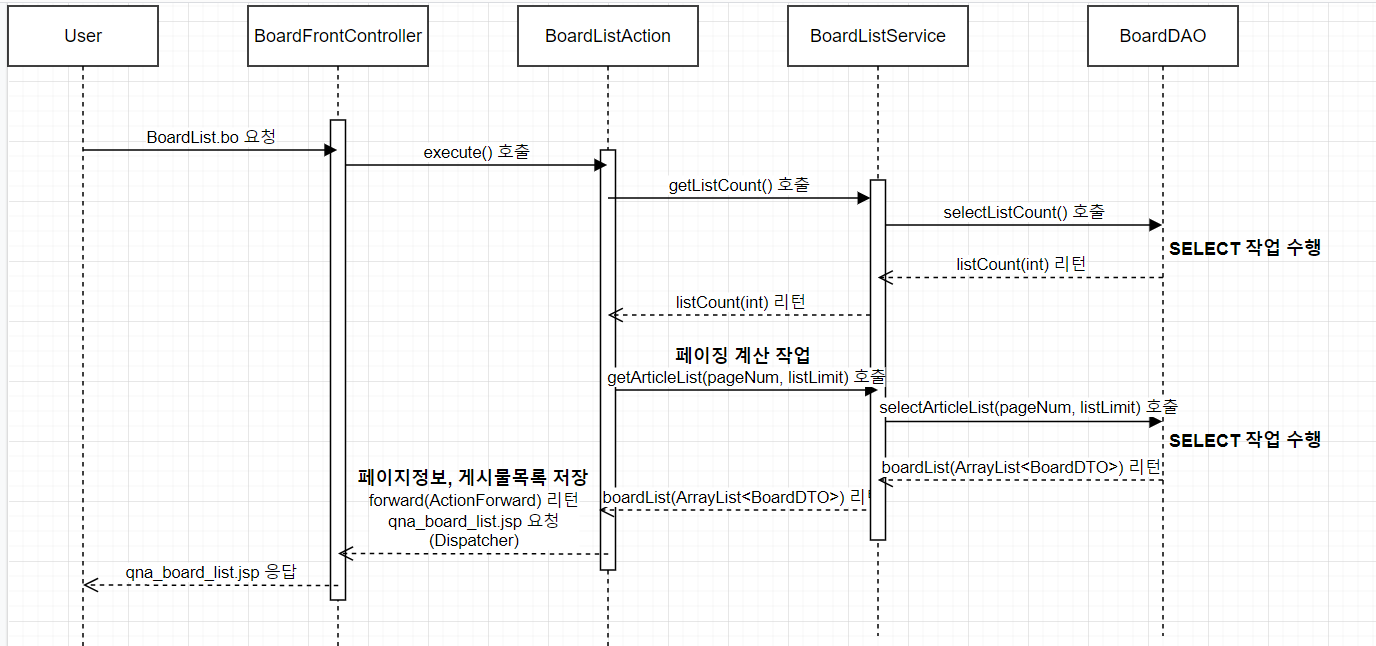 User
BoardFrontController
BoardListAction
BoardListService
BoardDAO
BoardList.bo 요청
execute() 호출
getListCount() 호출
selectListCount() 호출
SELECT 작업 수행
listCount(int) 리턴
listCount(int) 리턴
페이징 계산 작업
getArticleList(pageNum, listLimit) 호출
selectArticleList(pageNum, listLimit) 호출
SELECT 작업 수행
boardList(ArrayList<BoardDTO>) 리턴
boardList(ArrayList<BoardDTO>) 리턴
페이지정보, 게시물목록 저장
forward(ActionForward) 리턴
qna_board_list.jsp 요청
(Dispatcher)
qna_board_list.jsp 응답